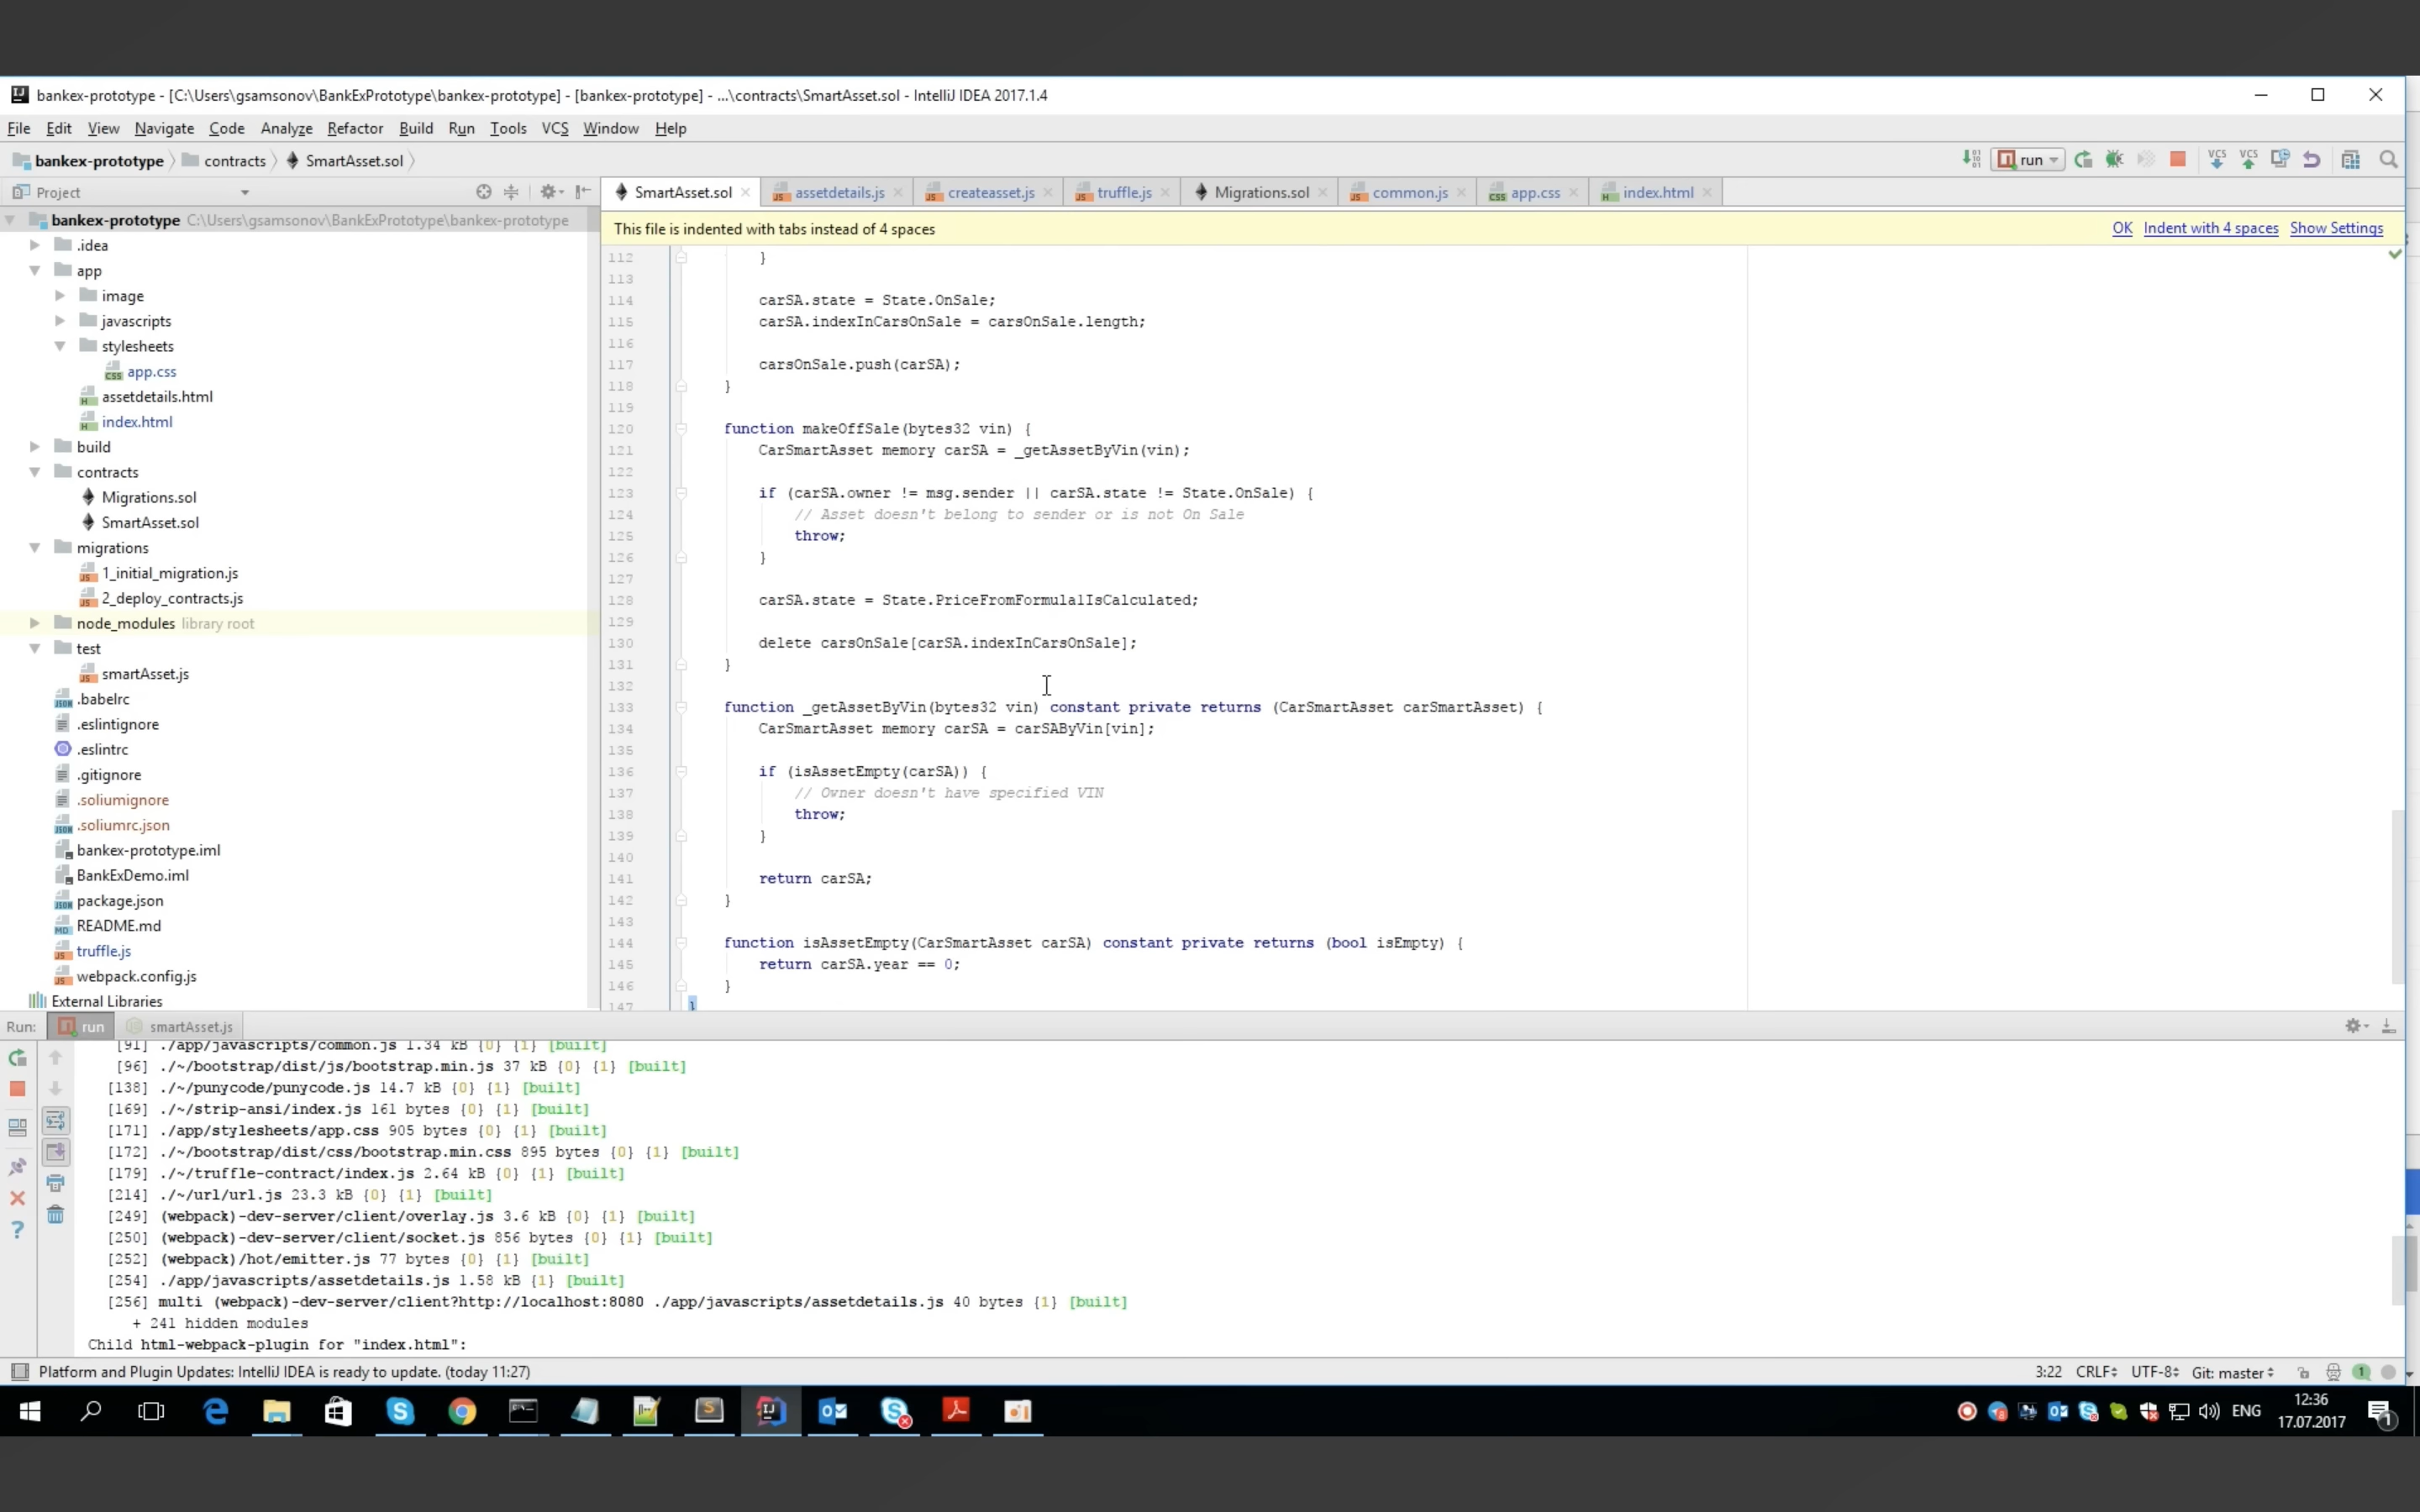 bankex-prototype - [C:\Users\gsamsonov\BankExPrototype\bankex-prototype] - [bankex-prototype] - ...\contracts\SmartAsset.sol - IntelliJ IDEA 2017.1.4
File Edit View Navigate Code Analyze Refactor Build Run Tools VCS Window Help
bankex-prototype contracts SmartAsset.sol
run
Project
SmartAsset.sol assetdetails.js createasset.js truffle.js Migrations.sol common.js app.css index.html
bankex-prototype C:\Users\gsamsonov\BankExPrototype\bankex-prototype
.idea
app
image
javascripts
stylesheets
app.css
assetdetails.html
index.html
build
contracts
Migrations.sol
SmartAsset.sol
migrations
1_initial_migration.js
2_deploy_contracts.js
node_modules library root
test
smartAsset.js
.babelrc
.eslintignore
.eslintrc
.gitignore
.soliumignore
.soliumrc.json
bankex-prototype.iml
BankExDemo.iml
package.json
README.md
truffle.js
webpack.config.js
External Libraries
This file is indented with tabs instead of 4 spaces OK Indent with 4 spaces Show Settings
112 }
113
114 carSA.state = State.OnSale;
115 carSA.indexInCarsOnSale = carsOnSale.length;
116
117 carsOnSale.push(carSA);
118 }
119
120 function makeOffSale(bytes32 vin) {
121 CarSmartAsset memory carSA = _getAssetByVin(vin);
122
123 if (carSA.owner != msg.sender || carSA.state != State.OnSale) {
124 // Asset doesn't belong to sender or is not On Sale
125 throw;
126 }
127
128 carSA.state = State.PriceFromFormula1IsCalculated;
129
130 delete carsOnSale[carSA.indexInCarsOnSale];
131 }
132
133 function _getAssetByVin(bytes32 vin) constant private returns (CarSmartAsset carSmartAsset) {
134 CarSmartAsset memory carSA = carSAByVin[vin];
135
136 if (isAssetEmpty(carSA)) {
137 // Owner doesn't have specified VIN
138 throw;
139 }
140
141 return carSA;
142 }
143
144 function isAssetEmpty(CarSmartAsset carSA) constant private returns (bool isEmpty) {
145 return carSA.year == 0;
146 }
147 }
Run: run smartAsset.js
[91] ./app/javascripts/common.js 1.34 kB {0} {1} [built]
[96] ./~/bootstrap/dist/js/bootstrap.min.js 37 kB {0} {1} [built]
[138] ./~/punycode/punycode.js 14.7 kB {0} {1} [built]
[169] ./~/strip-ansi/index.js 161 bytes {0} {1} [built]
[171] ./app/stylesheets/app.css 905 bytes {0} {1} [built]
[172] ./~/bootstrap/dist/css/bootstrap.min.css 895 bytes {0} {1} [built]
[179] ./~/truffle-contract/index.js 2.64 kB {0} {1} [built]
[214] ./~/url/url.js 23.3 kB {0} {1} [built]
[249] (webpack)-dev-server/client/overlay.js 3.6 kB {0} {1} [built]
[250] (webpack)-dev-server/client/socket.js 856 bytes {0} {1} [built]
[252] (webpack)/hot/emitter.js 77 bytes {0} {1} [built]
[254] ./app/javascripts/assetdetails.js 1.58 kB {1} [built]
[256] multi (webpack)-dev-server/client?http://localhost:8080 ./app/javascripts/assetdetails.js 40 bytes {1} [built]
+ 241 hidden modules
Child html-webpack-plugin for "index.html":
Platform and Plugin Updates: IntelliJ IDEA is ready to update. (today 11:27) 3:22 CRLF UTF-8 Git: master 1
ENG
12:36
17.07.2017
1